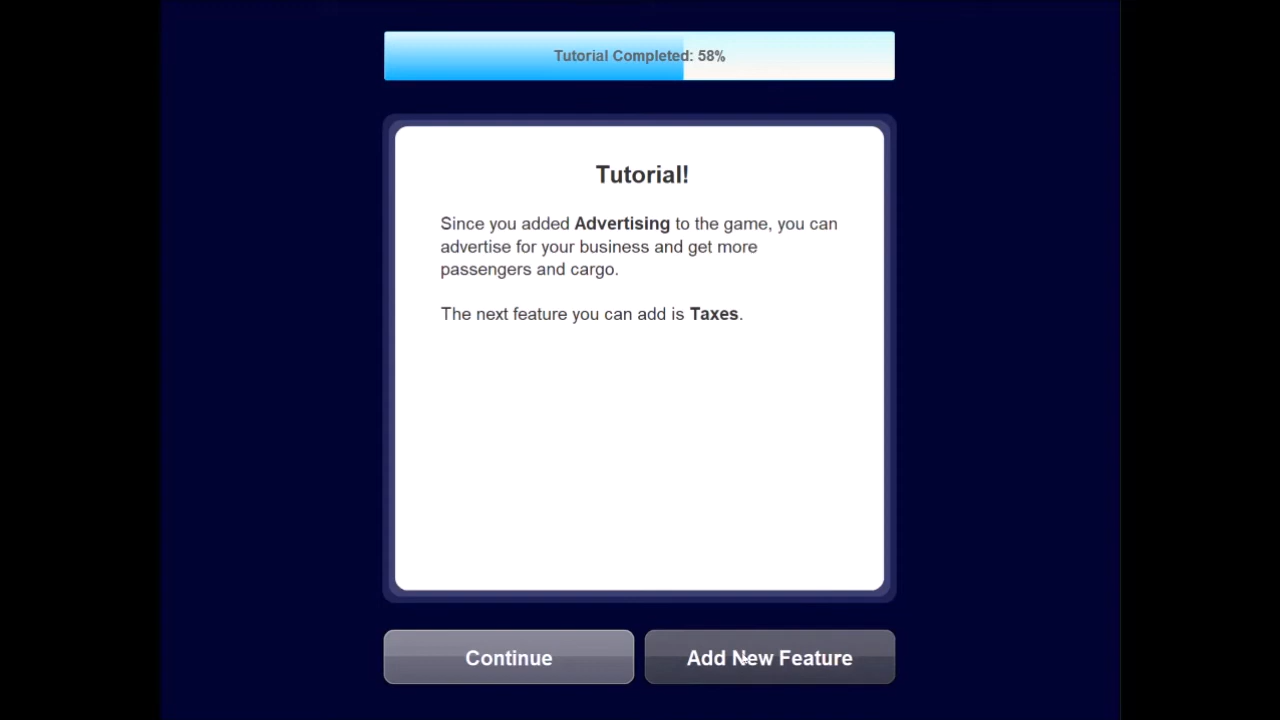 Tutorial Completed: 58%
Tutorial!
Since you added Advertising to the game, you can
advertise for your business and get more
passengers and cargo.
The next feature you can add is Taxes.
Continue
Add New Feature